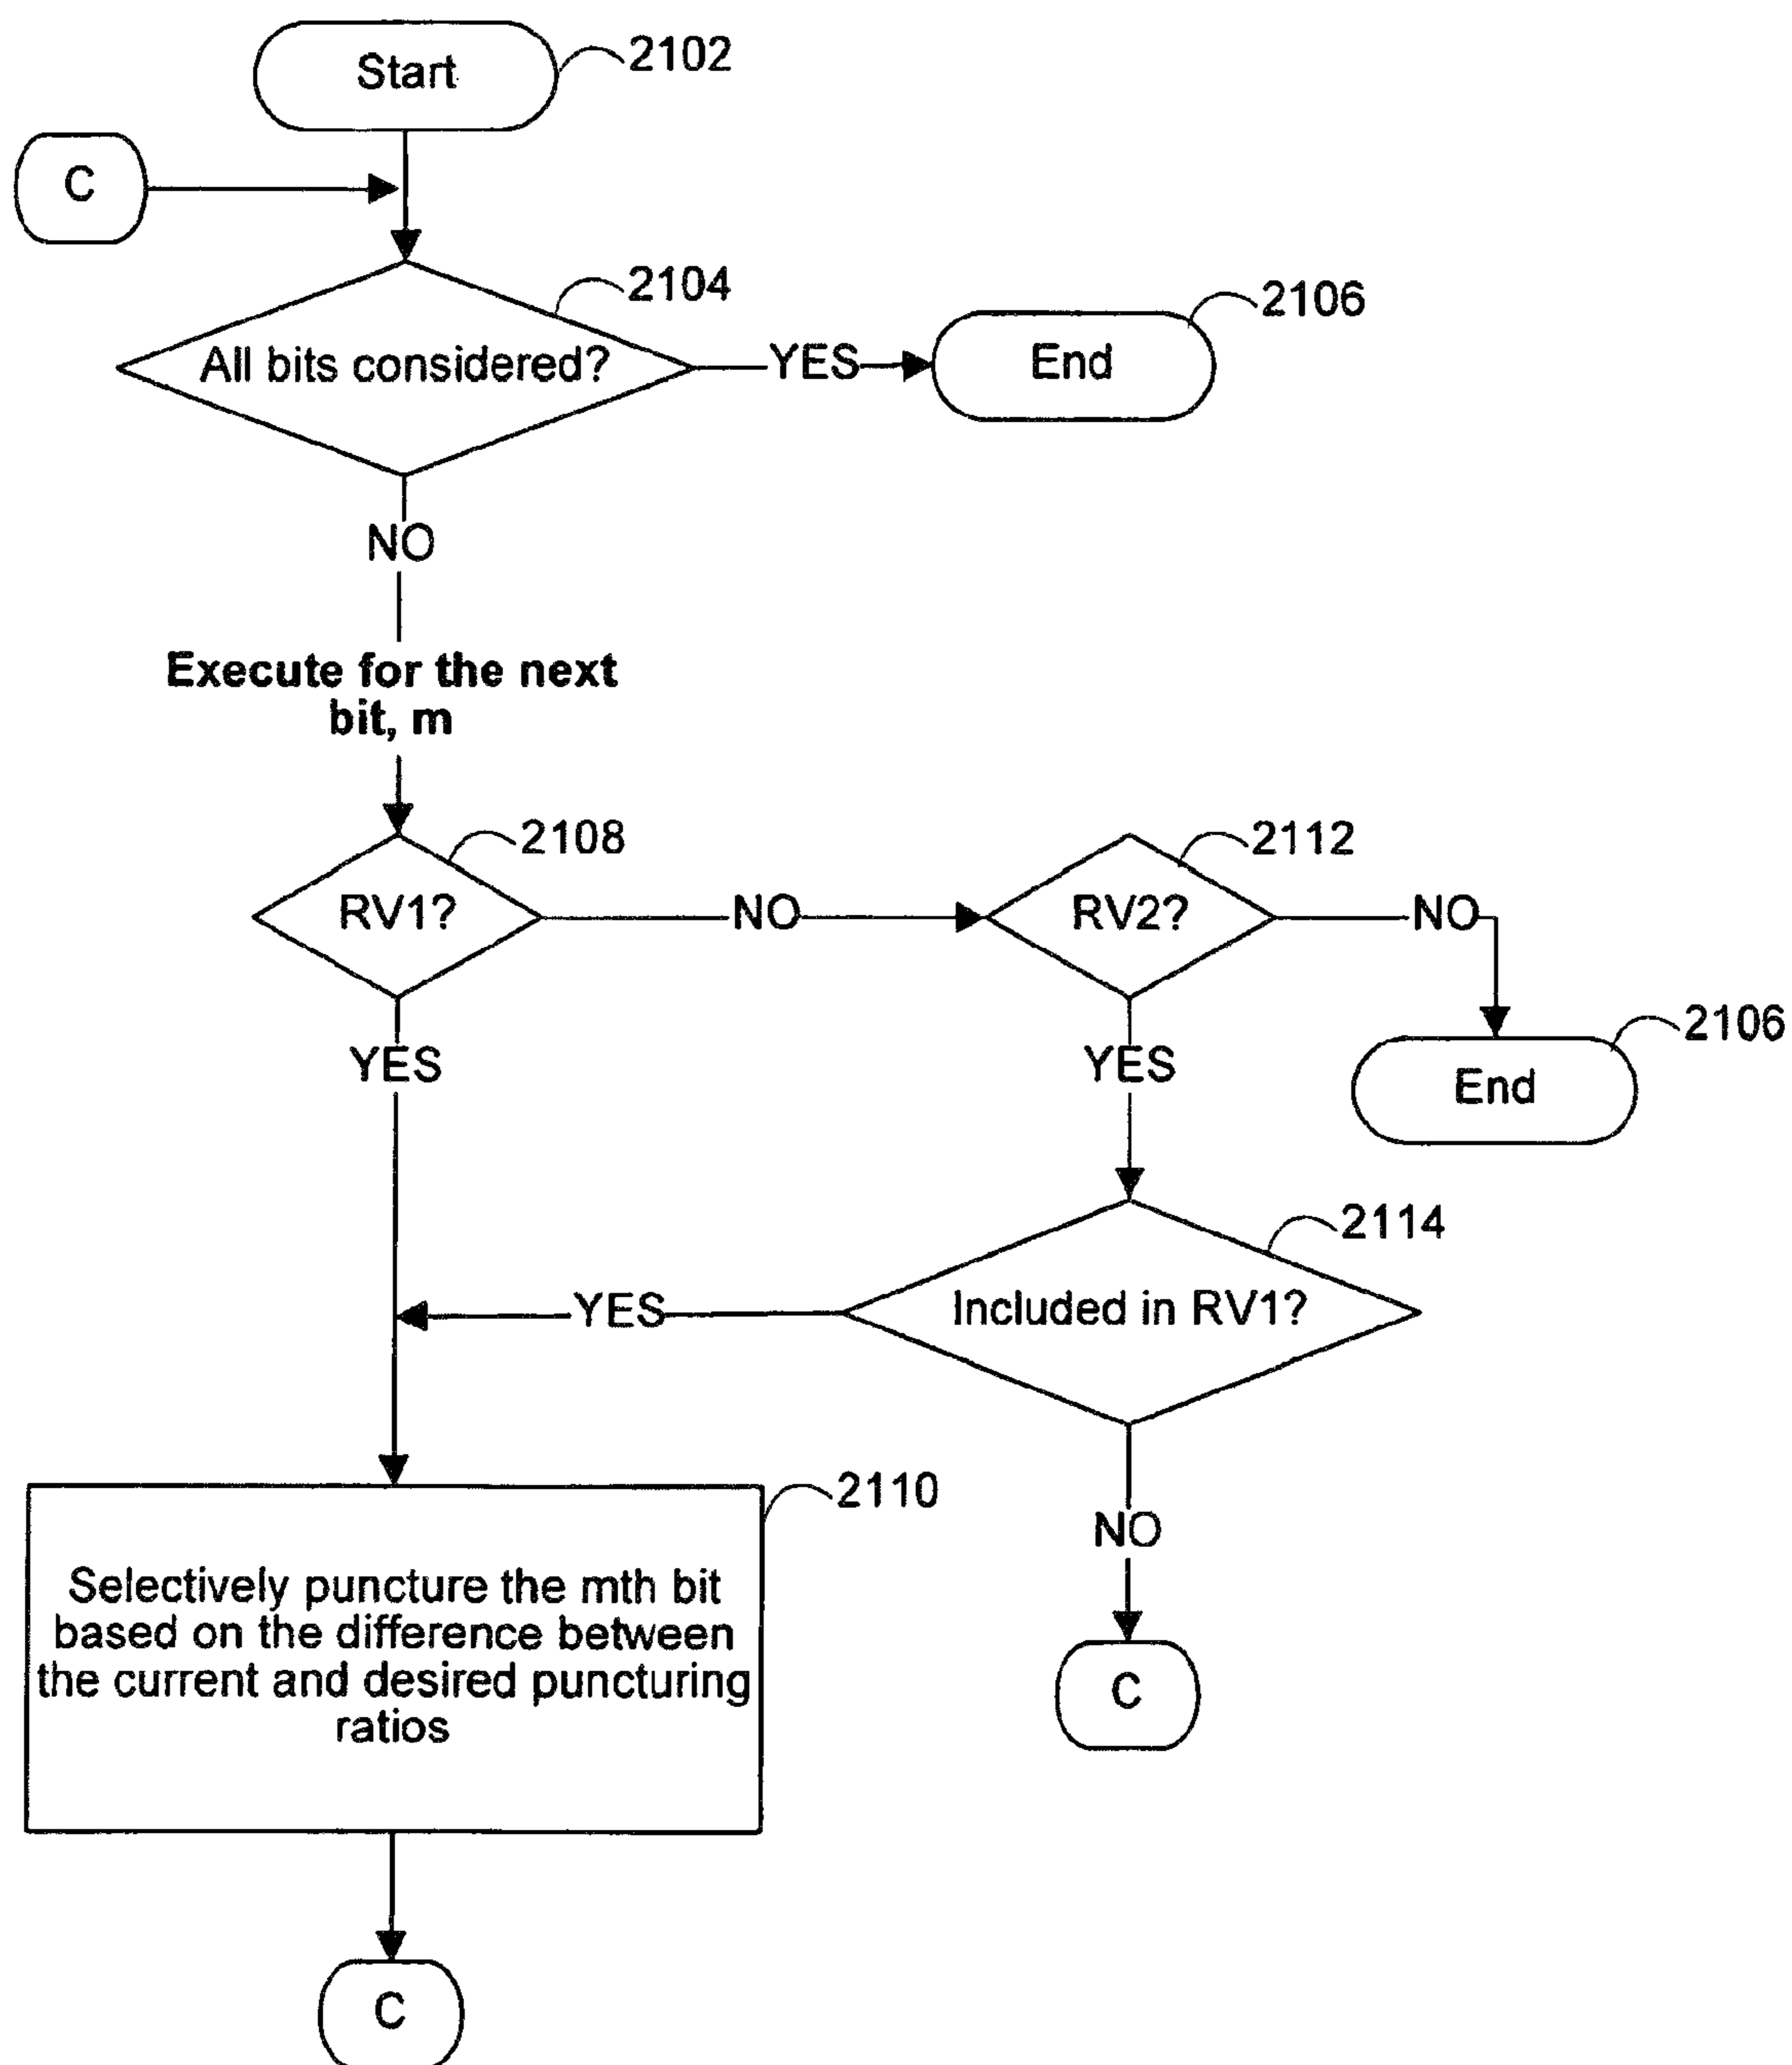 Start
2102
C
2104
All bits considered?
YES
2106
End
NO
Execute for the next
bit, m
2108
RV1?
NO
2112
RV2?
NO
YES
YES
2106
End
2114
Included in RV1?
YES
2110
Selectively puncture the mth bit
based on the difference between
the current and desired puncturing
ratios
NO
C
C